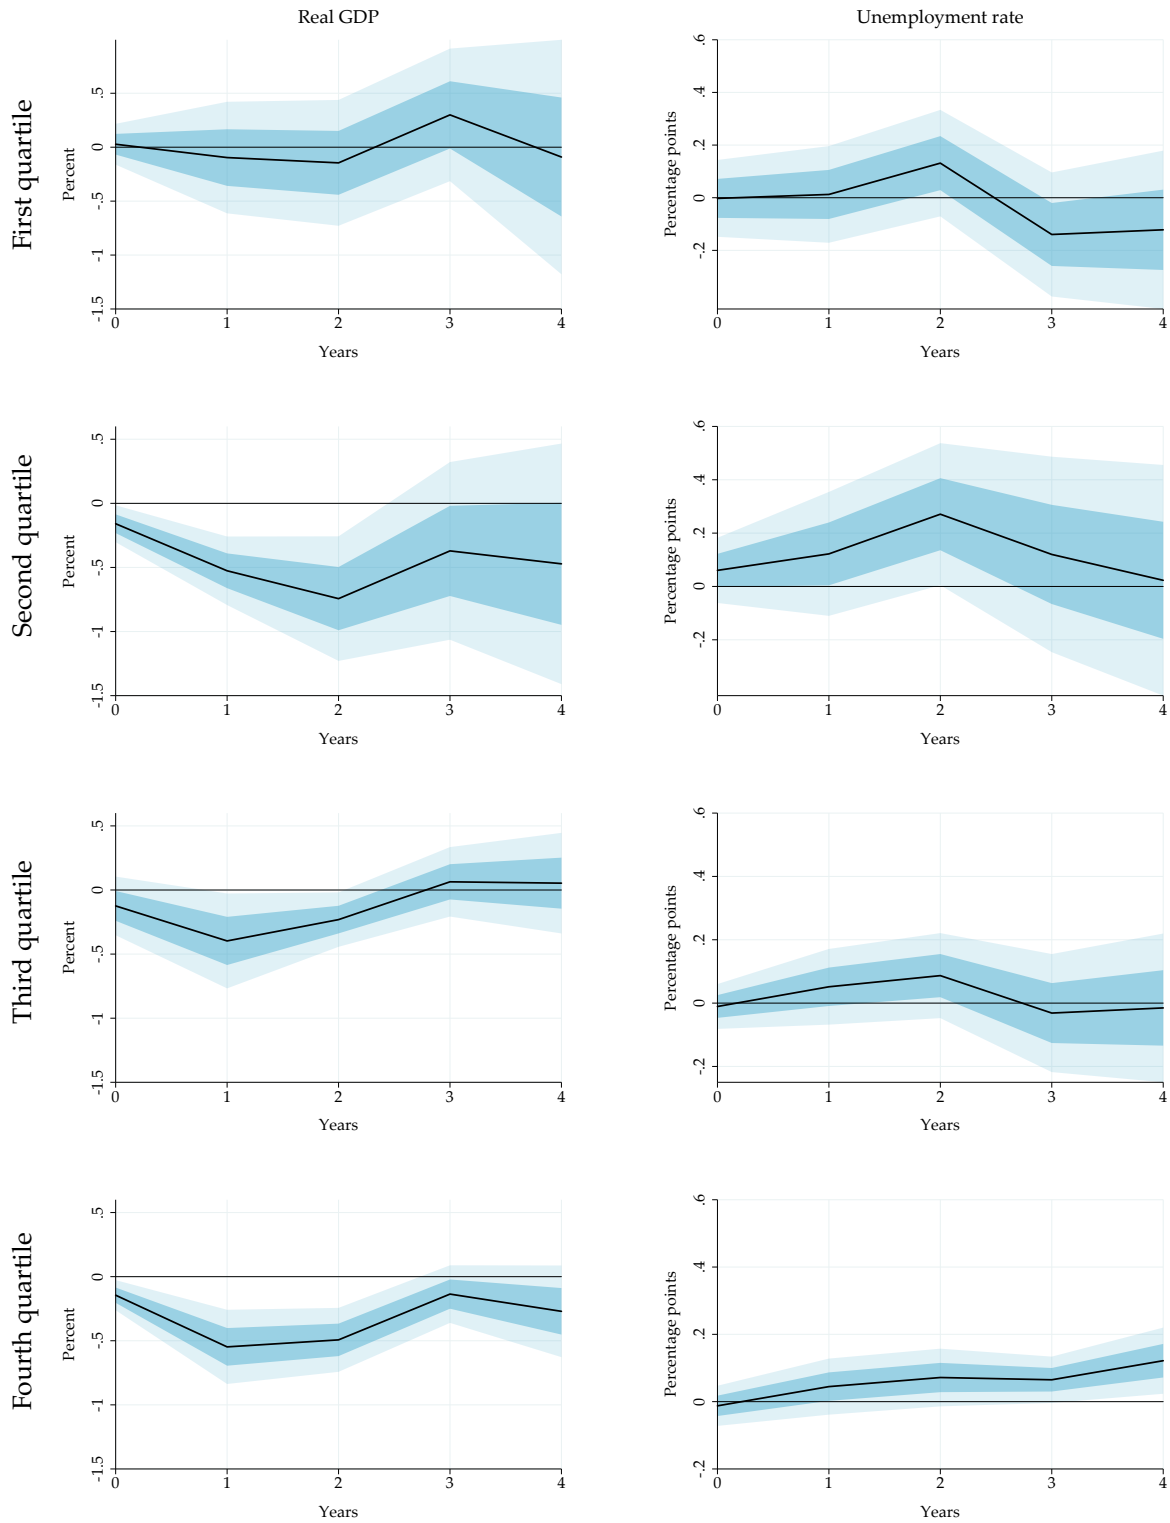 Real GDP
Unemployment rate
First quartile
Percent
.5
0
-.5
-1
-1.5
0 1 2 3 4
Years
Percentage points
.6
.4
.2
0
-.2
0 1 2 3 4
Years
Second quartile
Percent
.5
0
-.5
-1
-1.5
0 1 2 3 4
Years
Percentage points
.6
.4
.2
0
-.2
0 1 2 3 4
Years
Third quartile
Percent
.5
0
-.5
-1
-1.5
0 1 2 3 4
Years
Percentage points
.6
.4
.2
0
-.2
0 1 2 3 4
Years
Fourth quartile
Percent
.5
0
-.5
-1
-1.5
0 1 2 3 4
Years
Percentage points
.6
.4
.2
0
-.2
0 1 2 3 4
Years